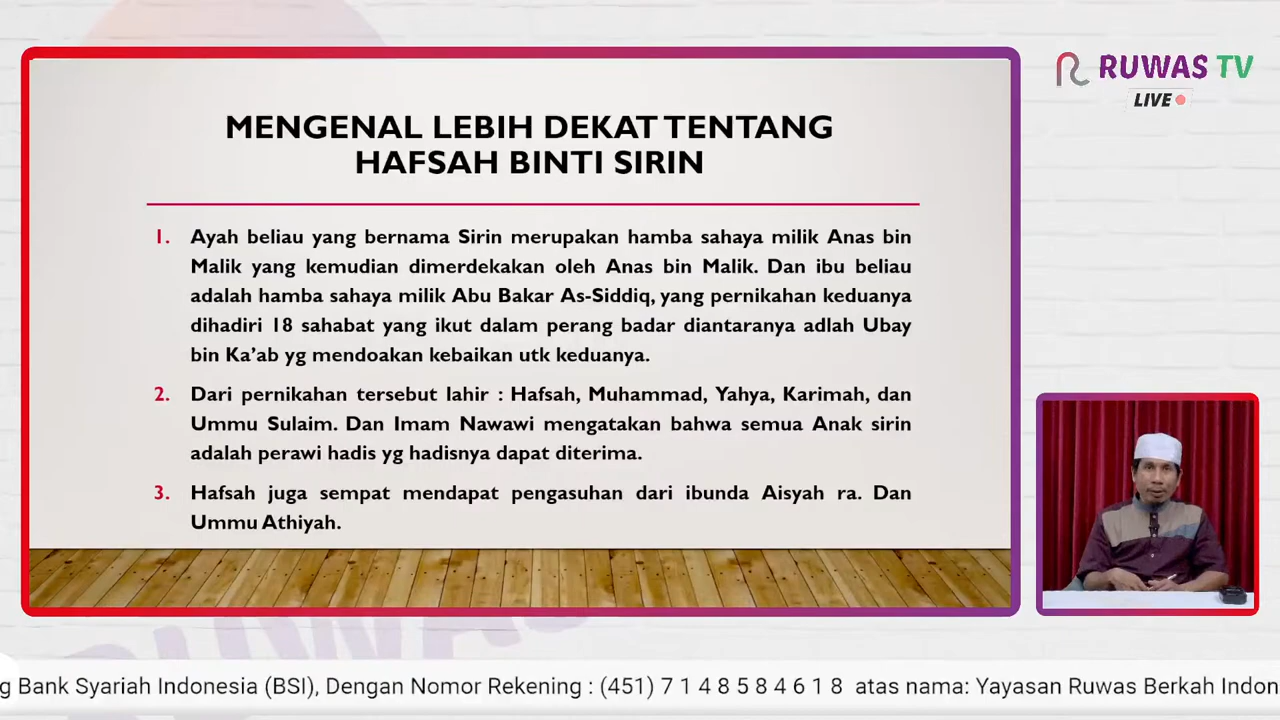 RUWAS TV
LIVE
MENGENAL LEBIH DEKAT TENTANG
HAFSAH BINTI SIRIN
1. Ayah beliau yang bernama Sirin merupakan hamba sahaya milik Anas bin
Malik yang kemudian dimerdekakan oleh Anas bin Malik. Dan ibu beliau
adalah hamba sahaya milik Abu Bakar As-Siddiq, yang pernikahan keduanya
dihadiri 18 sahabat yang ikut dalam perang badar diantaranya adlah Ubay
bin Ka'ab yg mendoakan kebaikan utk keduanya.
2. Dari pernikahan tersebut lahir : Hafsah, Muhammad, Yahya, Karimah, dan
Ummu Sulaim. Dan Imam Nawawi mengatakan bahwa semua Anak sirin
adalah perawi hadis yg hadisnya dapat diterima.
3. Hafsah juga sempat mendapat pengasuhan dari ibunda Aisyah ra. Dan
Ummu Athiyah.
g Bank Syariah Indonesia (BSI), Dengan Nomor Rekening : (451) 7 1 4 8 5 8 4 6 1 8 atas nama: Yayasan Ruwas Berkah Indon